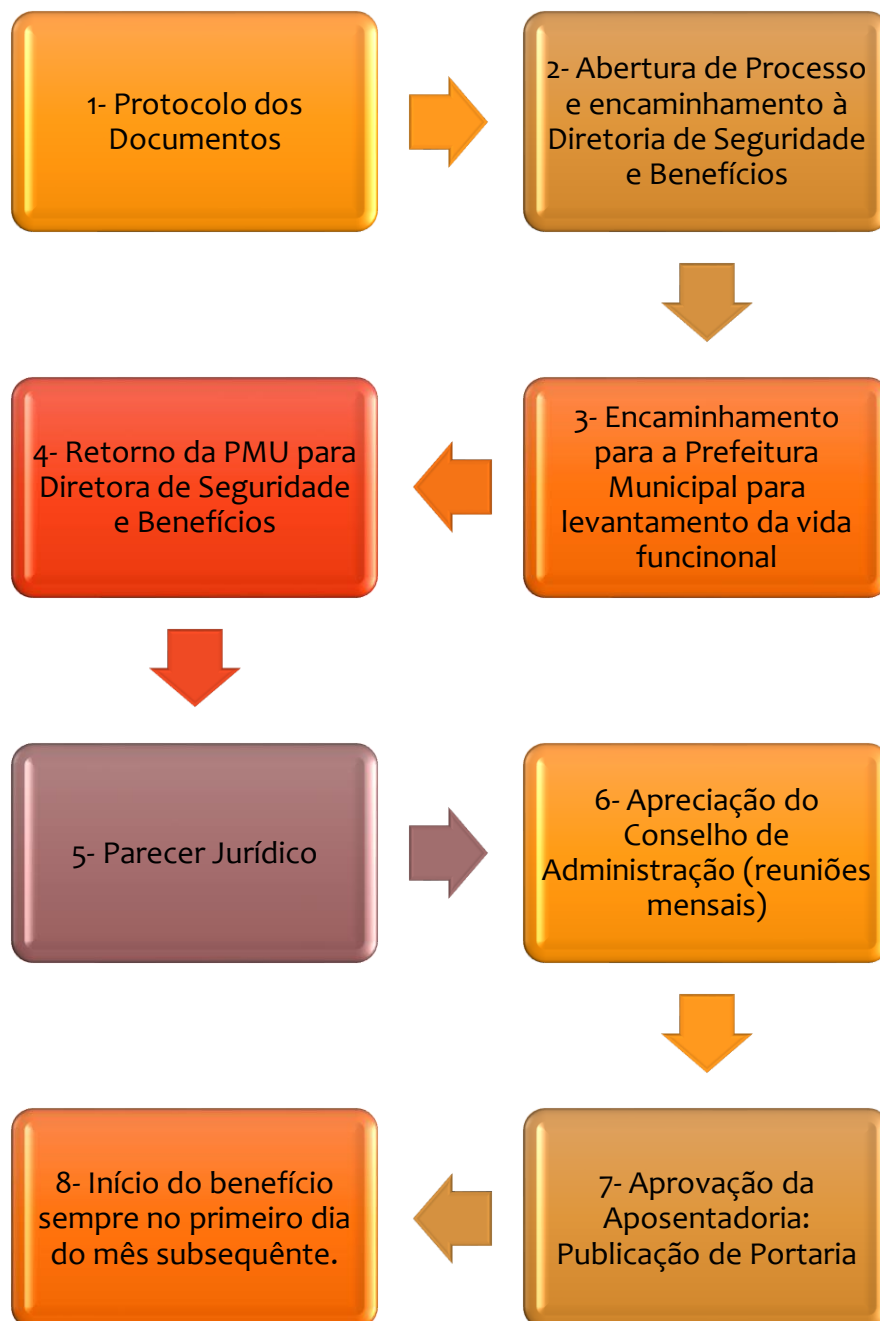 1- Protocolo dos
Documentos
2- Abertura de Processo
e encaminhamento à
Diretoria de Seguridade
e Benefícios
3- Encaminhamento
para a Prefeitura
Municipal para
levantamento da vida
funcinonal
4- Retorno da PMU para
Diretora de Seguridade
e Benefícios
5- Parecer Jurídico
6- Apreciação do
Conselho de
Administração (reuniões
mensais)
7- Aprovação da
Aposentadoria:
Publicação de Portaria
8- Início do benefício
sempre no primeiro dia
do mês subsequênte.